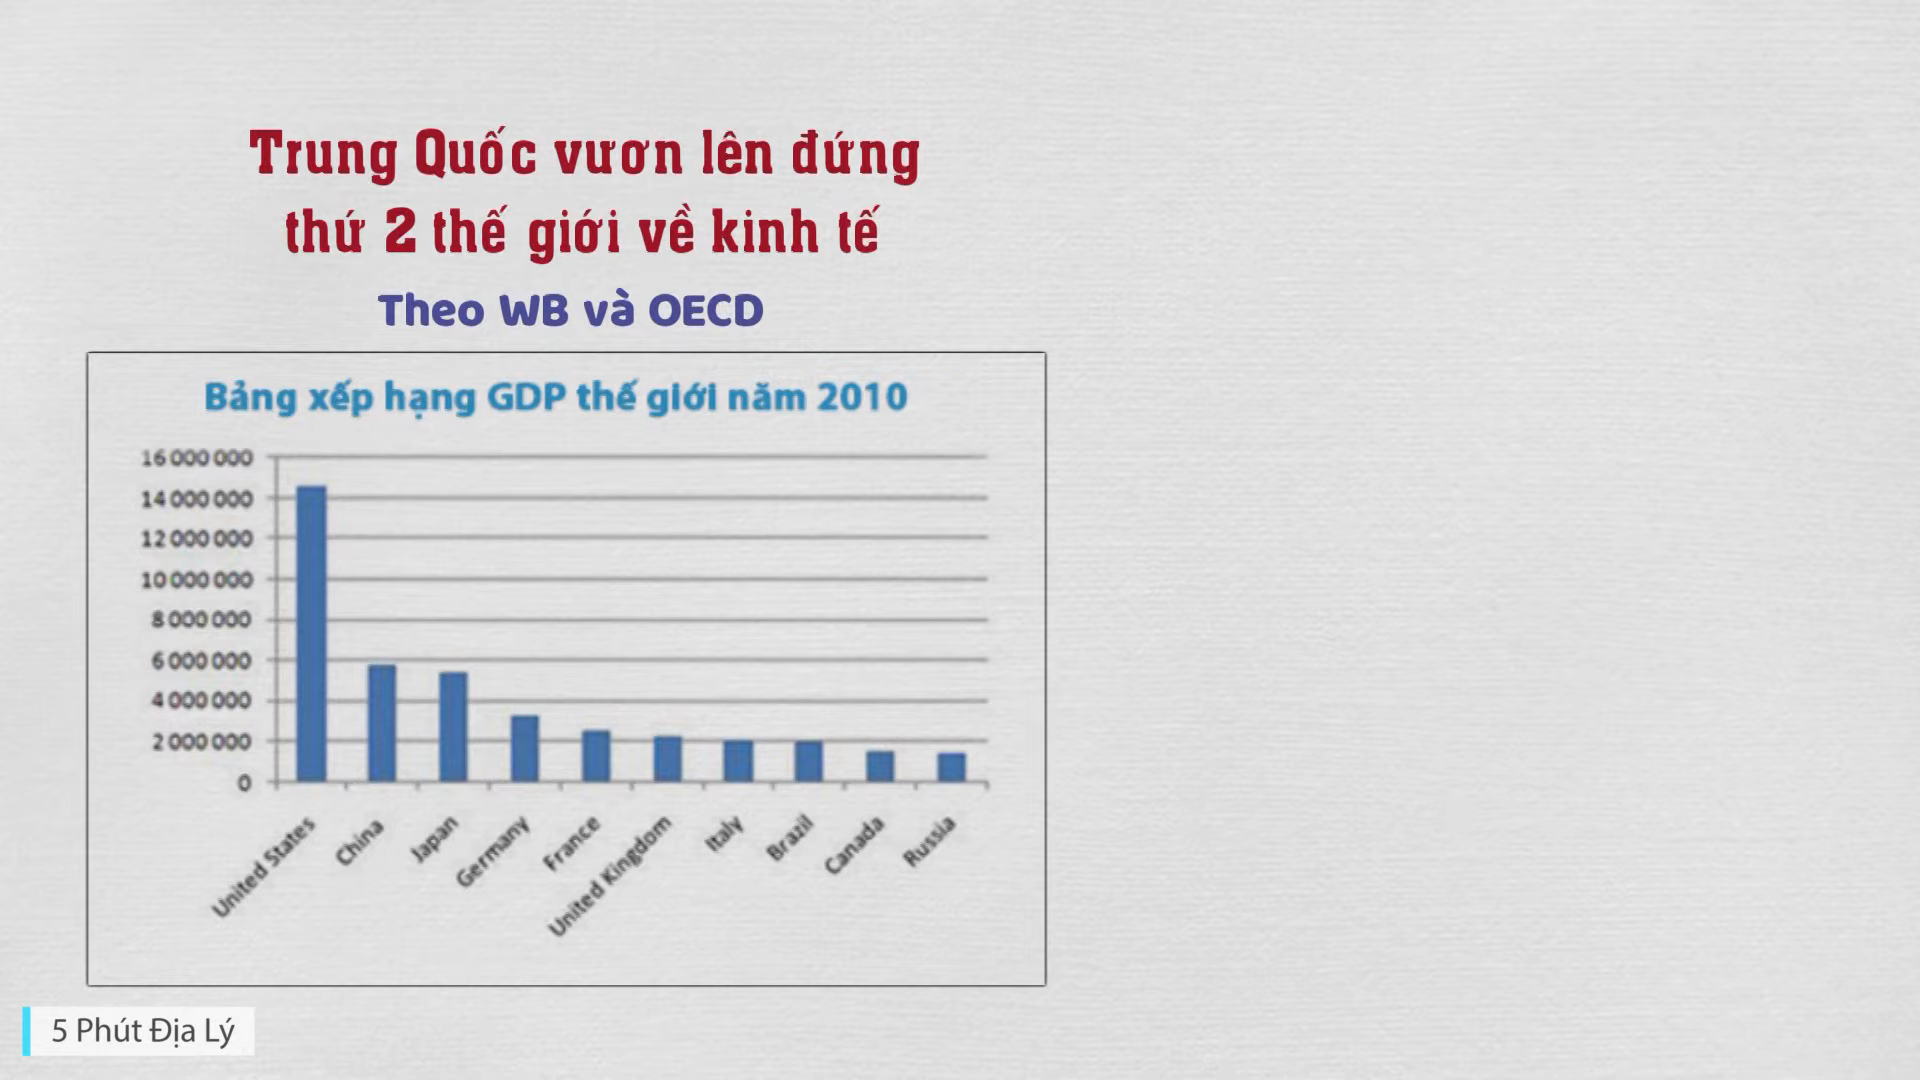 Trung Quốc vươn lên đứng
thứ 2 thế giới về kinh tế
Theo WB và OECD
Bảng xếp hạng GDP thế giới năm 2010
16 000 000
14 000 000
12 000 000
10 000 000
8 000 000
6 000 000
4 000 000
2 000 000
0
United States
China
Japan
Germany
France
United Kingdom
Italy
Brazil
Canada
Russia
5 Phút Địa Lý